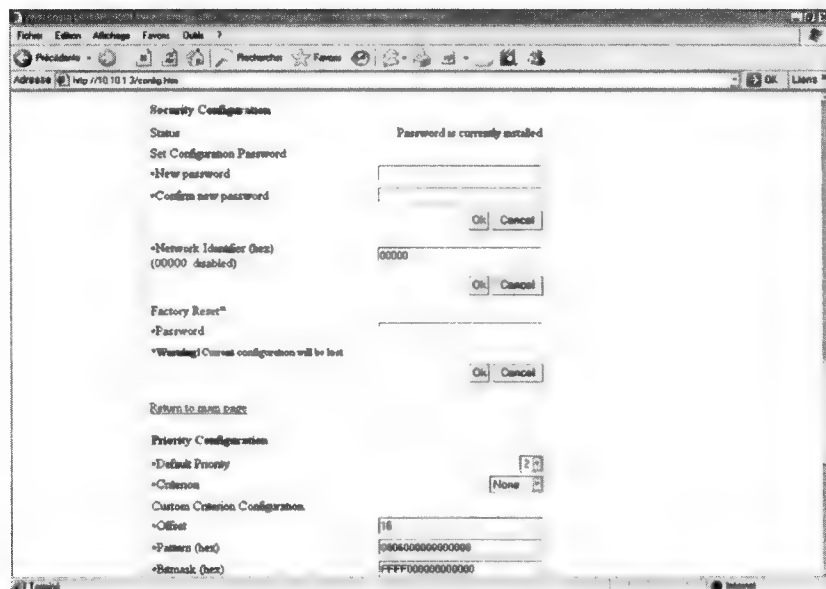 Fichier Edition Affichage Favoris Outils ?
Précédente Rechercher Favoris
Adresse http://10.10.1.3/config.htm OK Liens
Security Configuration
Status Password is currently installed
Set Configuration Password
•New password
•Confirm new password
Ok Cancel
•Network Identifier (hex) 00000
(00000 disabled)
Ok Cancel
Factory Reset*
•Password
*Warning! Current configuration will be lost
Ok Cancel
Return to main page
Priority Configuration
•Default Priority 2
•Criterion None
Custom Criterion Configuration
•Offset 16
•Pattern (hex)
•Bitmask (hex) FFFF000000000000
Terminé Internet